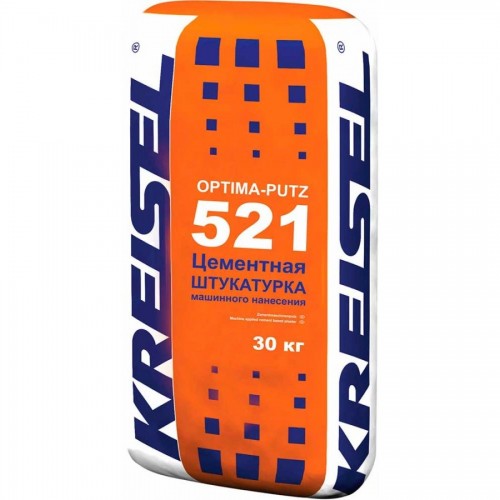 KREISEL®
OPTIMA-PUTZ
521
Цементная
ШТУКАТУРКА
машинного нанесения
30 кг
KREISEL®